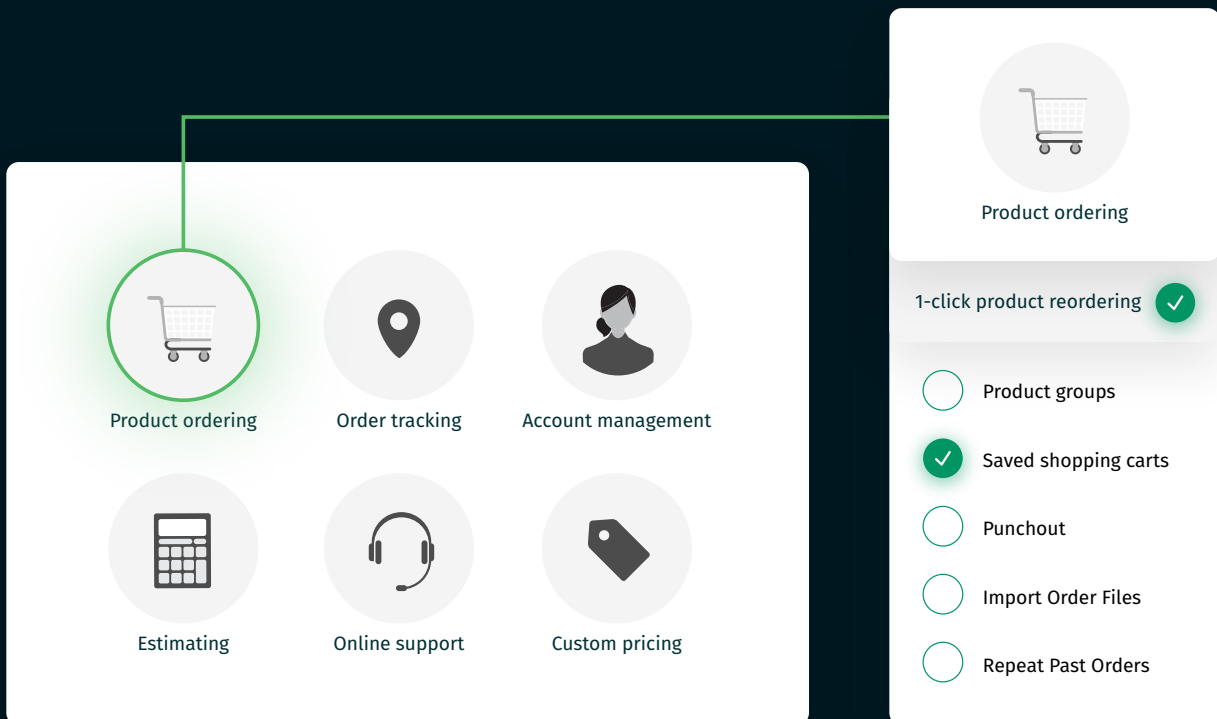 Product ordering
Order tracking
Account management
Estimating
Online support
Custom pricing
Product ordering
1-click product reordering
Product groups
Saved shopping carts
Punchout
Import Order Files
Repeat Past Orders